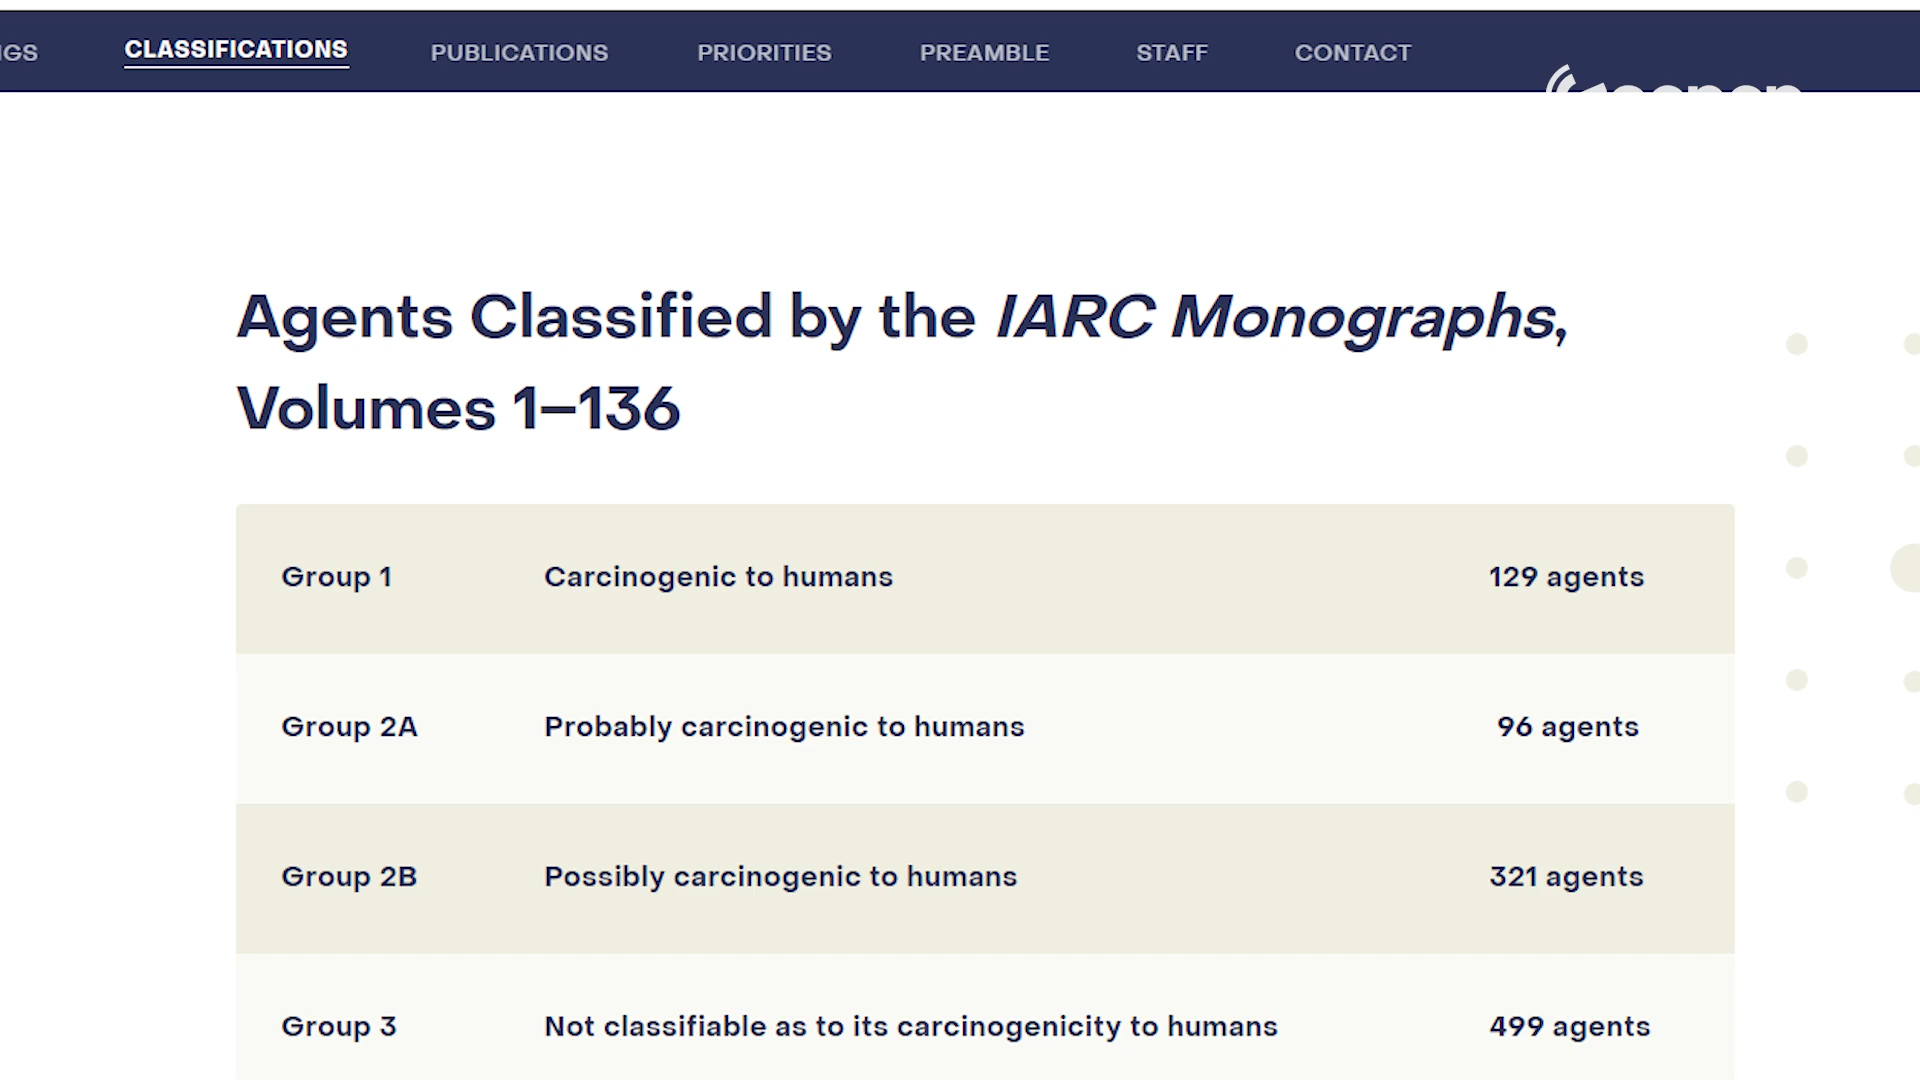 CLASSIFICATIONS PUBLICATIONS PRIORITIES PREAMBLE STAFF CONTACT
Agents Classified by the IARC Monographs,
Volumes 1–136
Group 1 Carcinogenic to humans 129 agents
Group 2A Probably carcinogenic to humans 96 agents
Group 2B Possibly carcinogenic to humans 321 agents
Group 3 Not classifiable as to its carcinogenicity to humans 499 agents